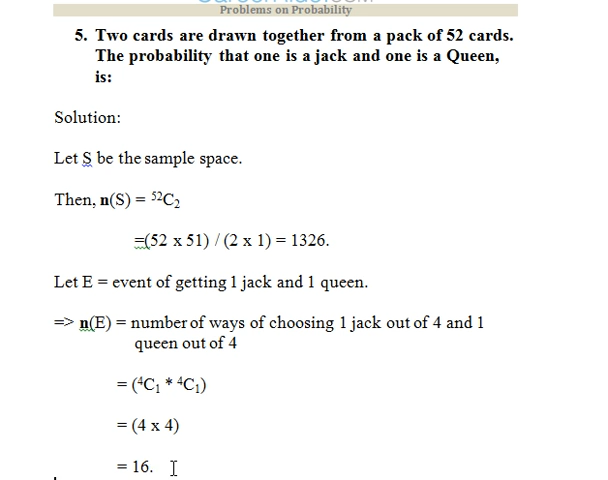 Problems on Probability
5. Two cards are drawn together from a pack of 52 cards.
The probability that one is a jack and one is a Queen,
is:
Solution:
Let S be the sample space.
Then, n(S) = ⁵²C₂
=(52 x 51) / (2 x 1) = 1326.
Let E = event of getting 1 jack and 1 queen.
=> n(E) = number of ways of choosing 1 jack out of 4 and 1
queen out of 4
= (⁴C₁ * ⁴C₁)
= (4 x 4)
= 16.